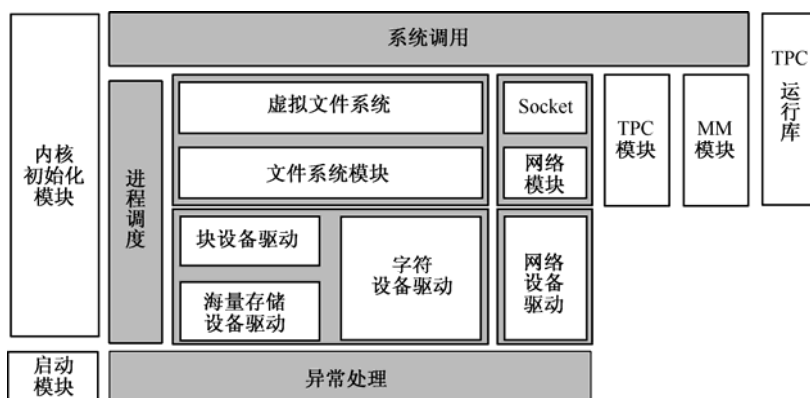 系统调用
TPC
运行库
内核
初始化
模块
进程调度
虚拟文件系统
Socket
TPC
模块
MM
模块
文件系统模块
网络
模块
块设备驱动
字符
设备驱动
网络
设备
驱动
海量存储
设备驱动
启动
模块
异常处理